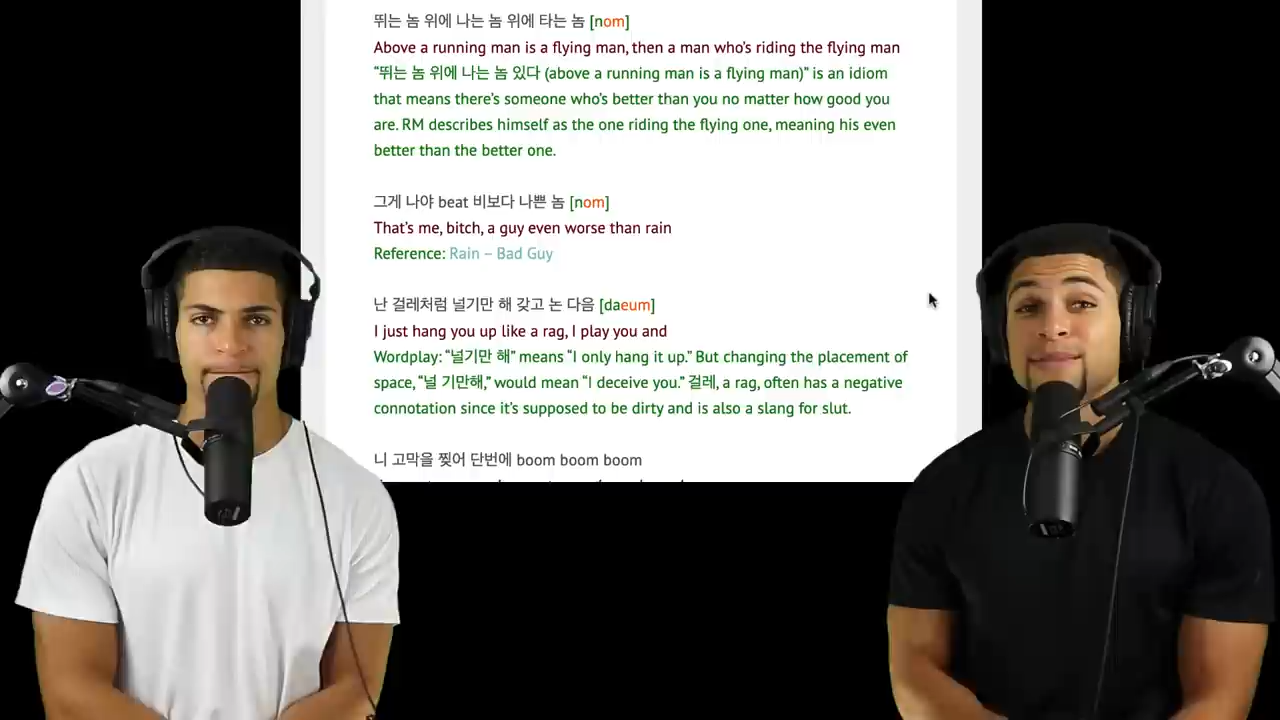 뛰는 놈 위에 나는 놈 위에 타는 놈 [nom]
Above a running man is a flying man, then a man who’s riding the flying man
“뛰는 놈 위에 나는 놈 있다 (above a running man is a flying man)” is an idiom
that means there’s someone who’s better than you no matter how good you
are. RM describes himself as the one riding the flying one, meaning his even
better than the better one.
그게 나야 beat 비보다 나쁜 놈 [nom]
That’s me, bitch, a guy even worse than rain
Reference: Rain – Bad Guy
난 걸레처럼 널기만 해 갖고 논 다음 [daeum]
I just hang you up like a rag, I play you and
Wordplay: “널기만 해” means “I only hang it up.” But changing the placement of
space, “널 기만해,” would mean “I deceive you.” 걸레, a rag, often has a negative
connotation since it’s supposed to be dirty and is also a slang for slut.
니 고막을 찢어 단번에 boom boom boom